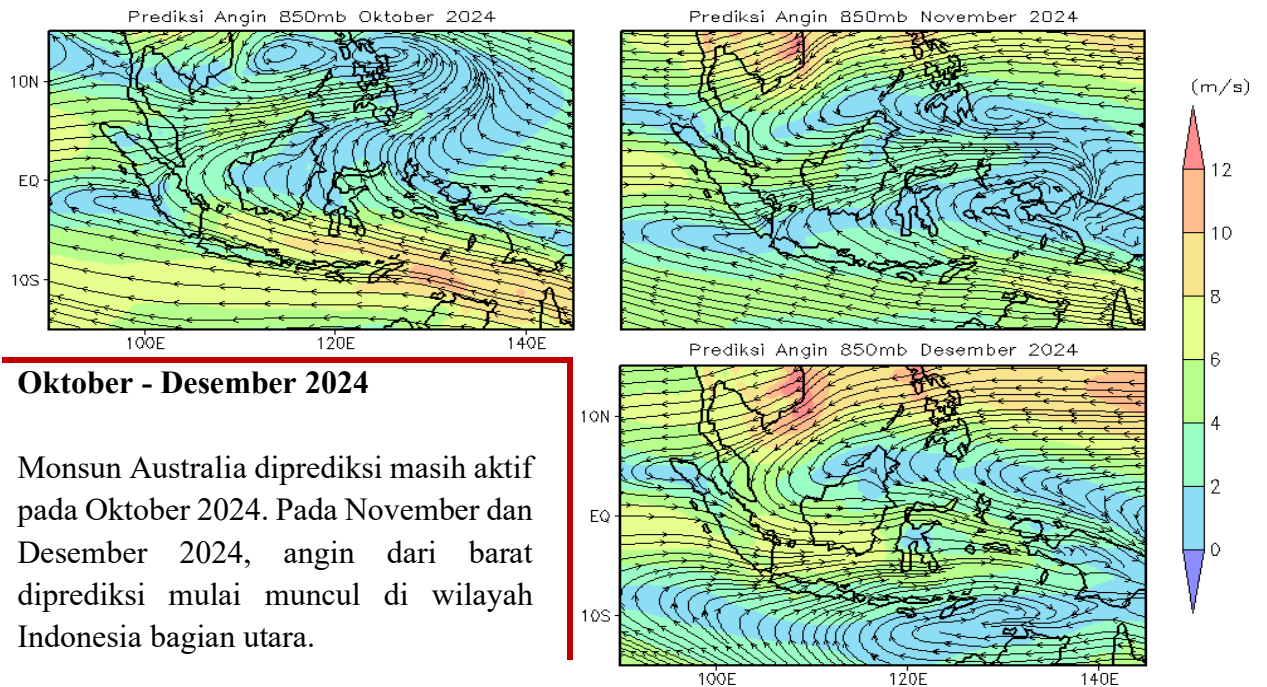 Prediksi Angin 850mb Oktober 2024
10N
EQ
10S
100E 120E 140E
Prediksi Angin 850mb November 2024
(m/s)
12
10
8
6
4
2
0
Oktober - Desember 2024
Monsun Australia diprediksi masih aktif
pada Oktober 2024. Pada November dan
Desember 2024, angin dari barat
diprediksi mulai muncul di wilayah
Indonesia bagian utara.
Prediksi Angin 850mb Desember 2024
10N
EQ
10S
100E 120E 140E